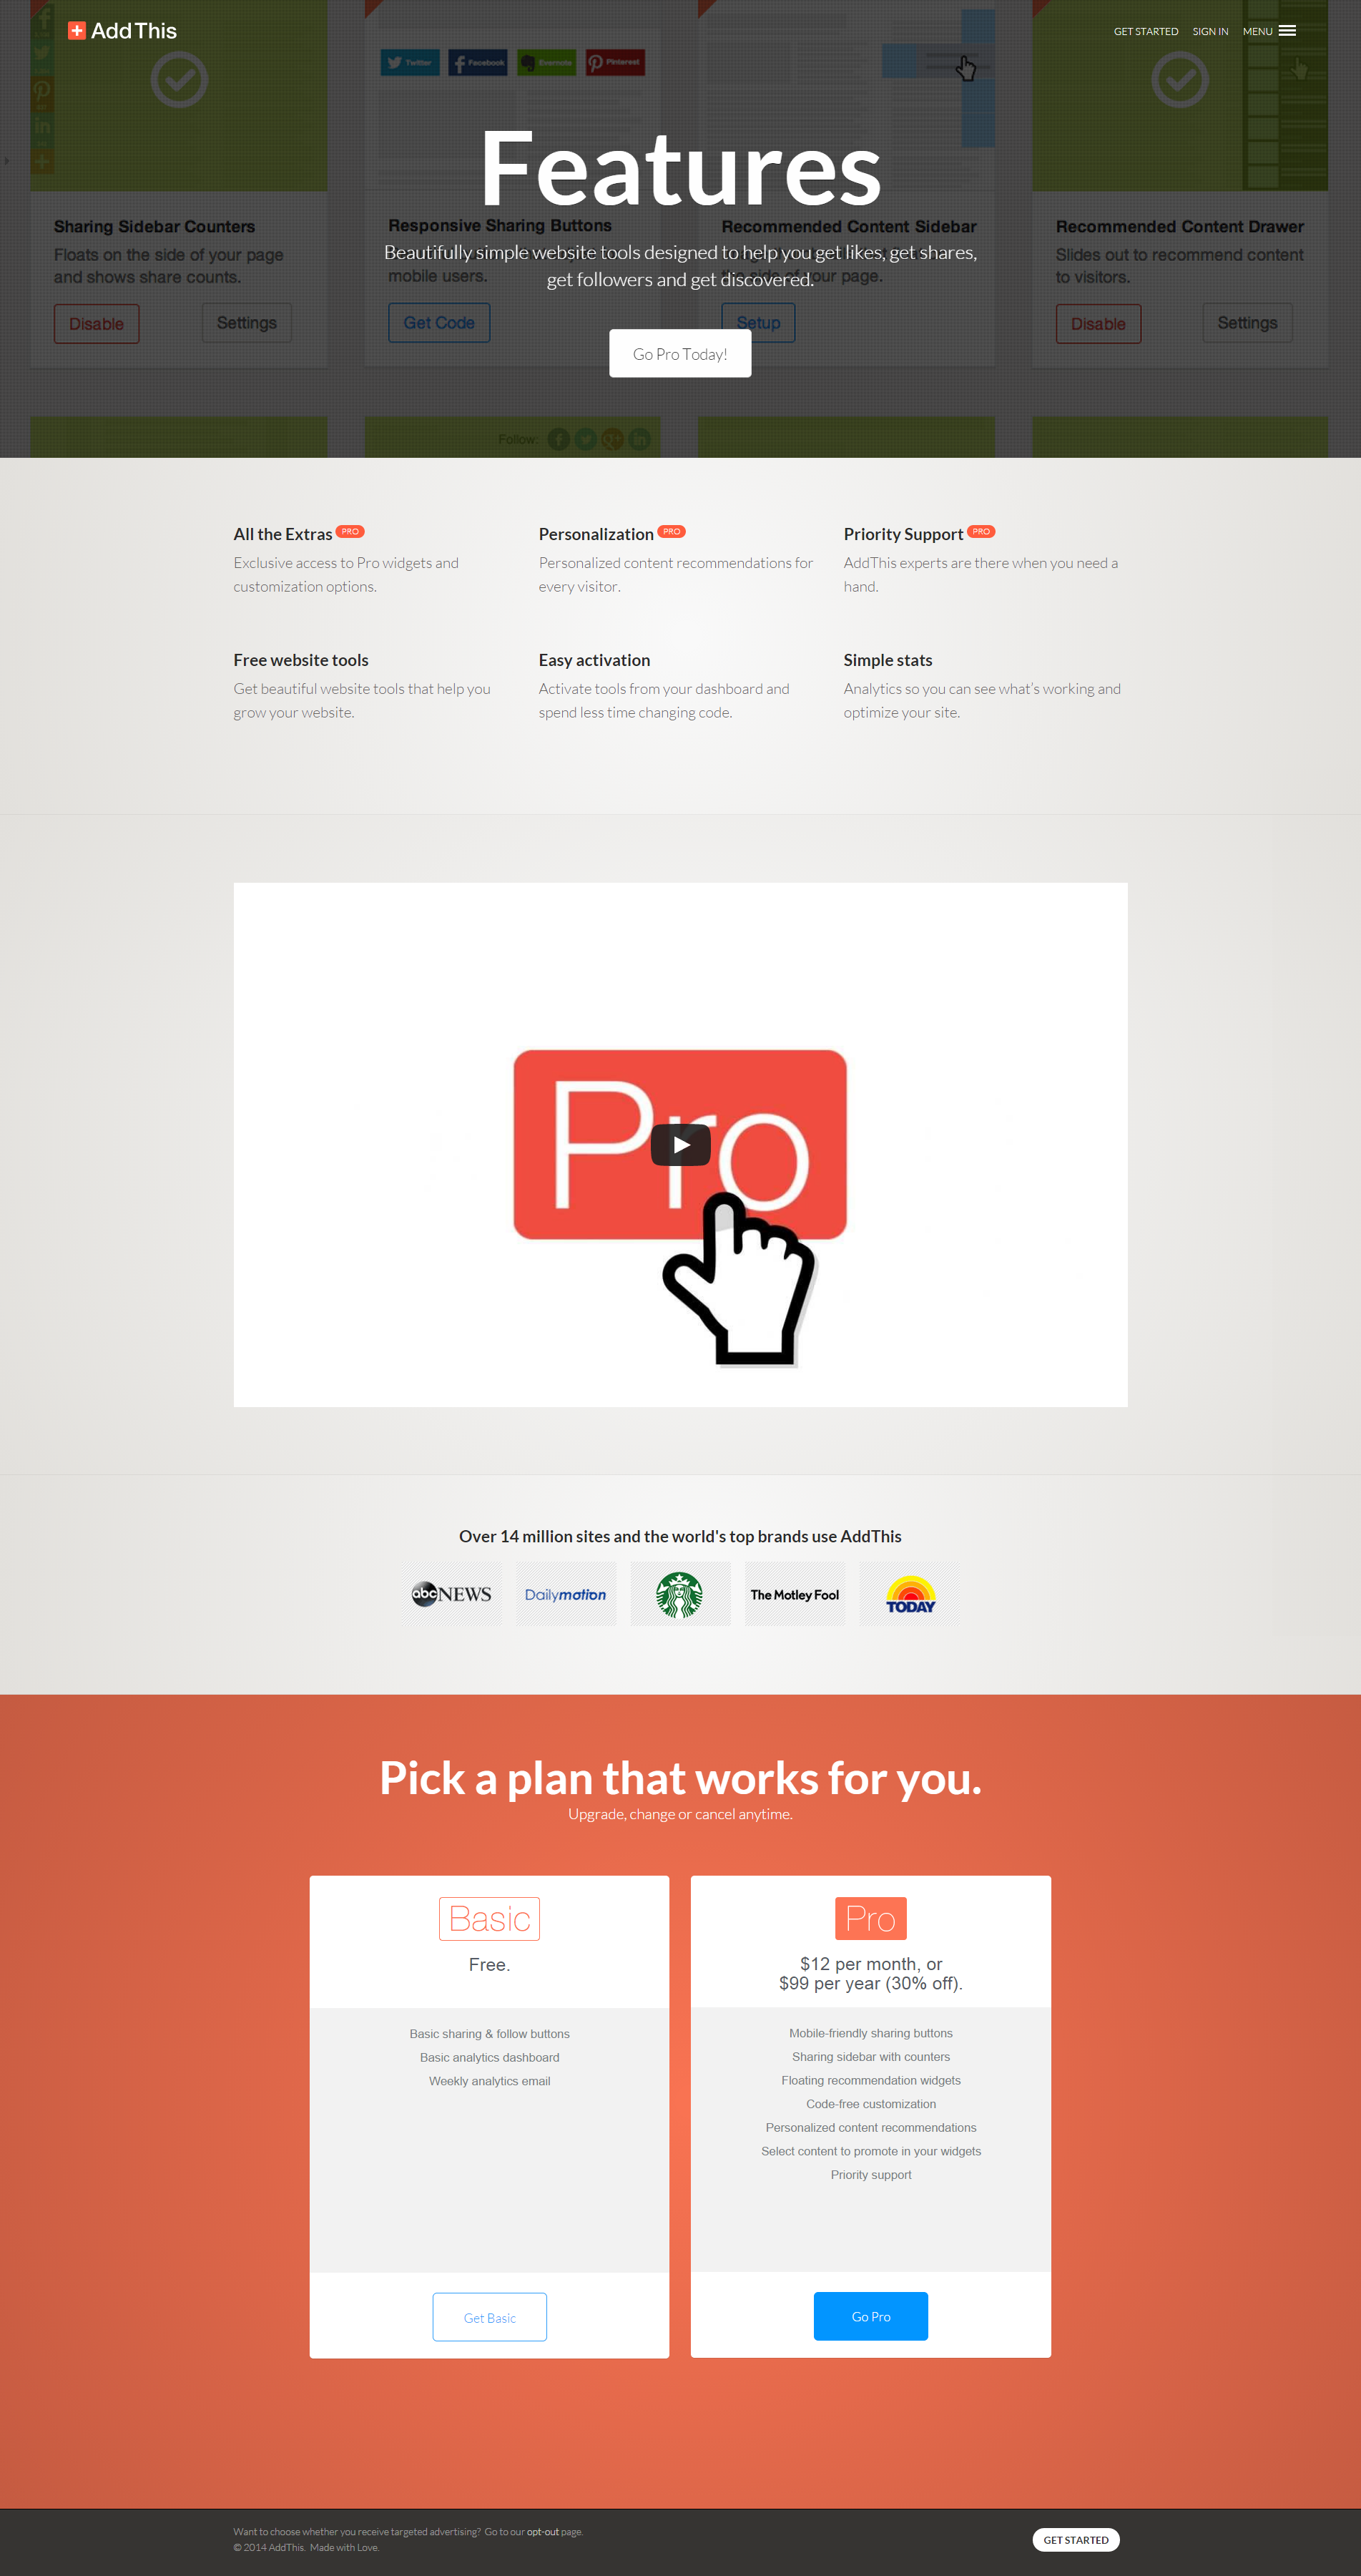 AddThis
GET STARTED SIGN IN MENU
Twitter Facebook Evernote Pinterest
Features
Sharing Sidebar Counters
Floats on the side of your page
and shows share counts.
Disable Settings
Responsive Sharing Buttons
mobile users.
Get Code
Recommended Content Sidebar
the side of your page.
Setup
Recommended Content Drawer
Slides out to recommend content
to visitors.
Disable Settings
Beautifully simple website tools designed to help you get likes, get shares,
get followers and get discovered.
Go Pro Today!
Follow:
All the Extras PRO
Exclusive access to Pro widgets and
customization options.
Personalization PRO
Personalized content recommendations for
every visitor.
Priority Support PRO
AddThis experts are there when you need a
hand.
Free website tools
Get beautiful website tools that help you
grow your website.
Easy activation
Activate tools from your dashboard and
spend less time changing code.
Simple stats
Analytics so you can see what’s working and
optimize your site.
Pro
Over 14 million sites and the world's top brands use AddThis
abc NEWS
Dailymotion
The Motley Fool
TODAY
Pick a plan that works for you.
Upgrade, change or cancel anytime.
Basic
Free.
Basic sharing & follow buttons
Basic analytics dashboard
Weekly analytics email
Get Basic
Pro
$12 per month, or
$99 per year (30% off).
Mobile-friendly sharing buttons
Sharing sidebar with counters
Floating recommendation widgets
Code-free customization
Personalized content recommendations
Select content to promote in your widgets
Priority support
Go Pro
Want to choose whether you receive targeted advertising? Go to our opt-out page.
© 2014 AddThis. Made with Love.
GET STARTED